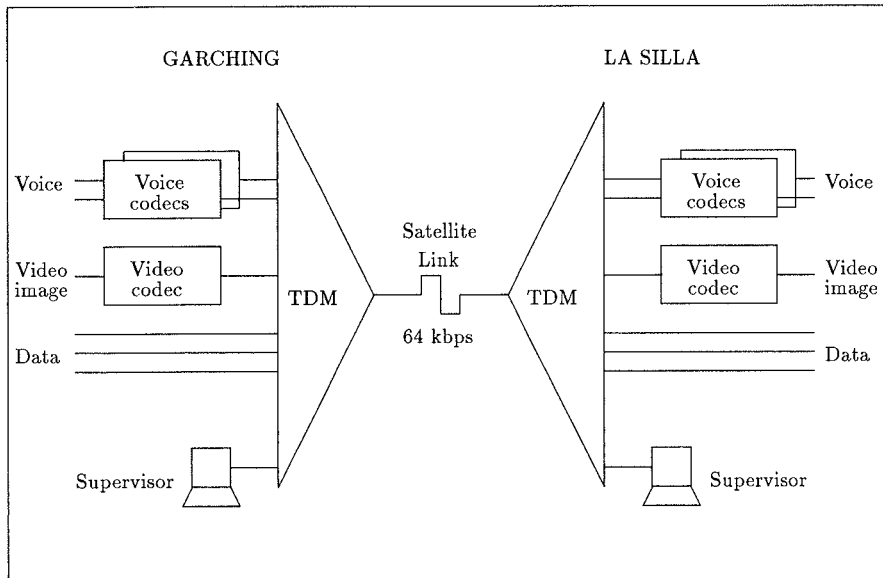 GARCHING
LA SILLA
Voice
Voice
codecs
Video
image
Video
codec
Data
TDM
Supervisor
Satellite
Link
64 kbps
TDM
Voice
codecs
Voice
Video
codec
Video
image
Data
Supervisor